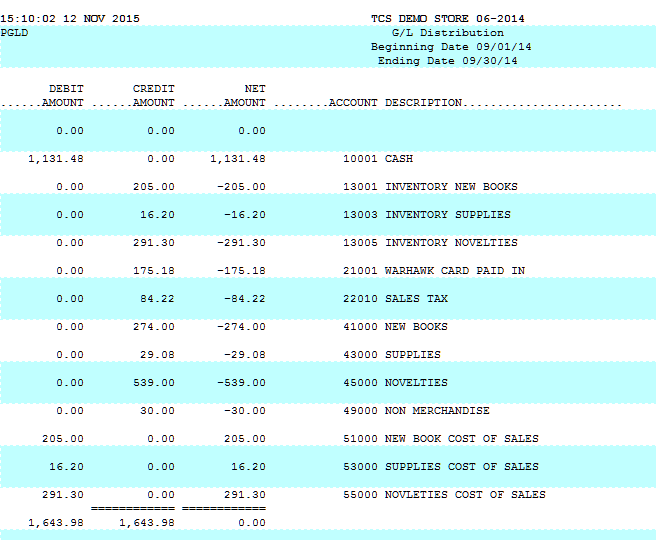 15:10:02 12 NOV 2015 TCS DEMO STORE 06-2014
PGLD G/L Distribution
Beginning Date 09/01/14
Ending Date 09/30/14
DEBIT CREDIT NET
......AMOUNT ......AMOUNT ......AMOUNT ........ACCOUNT DESCRIPTION.......................
0.00 0.00 0.00
1,131.48 0.00 1,131.48 10001 CASH
0.00 205.00 -205.00 13001 INVENTORY NEW BOOKS
0.00 16.20 -16.20 13003 INVENTORY SUPPLIES
0.00 291.30 -291.30 13005 INVENTORY NOVELTIES
0.00 175.18 -175.18 21001 WARHAWK CARD PAID IN
0.00 84.22 -84.22 22010 SALES TAX
0.00 274.00 -274.00 41000 NEW BOOKS
0.00 29.08 -29.08 43000 SUPPLIES
0.00 539.00 -539.00 45000 NOVELTIES
0.00 30.00 -30.00 49000 NON MERCHANDISE
205.00 0.00 205.00 51000 NEW BOOK COST OF SALES
16.20 0.00 16.20 53000 SUPPLIES COST OF SALES
291.30 0.00 291.30 55000 NOVLETIES COST OF SALES
============ ============
1,643.98 1,643.98 0.00